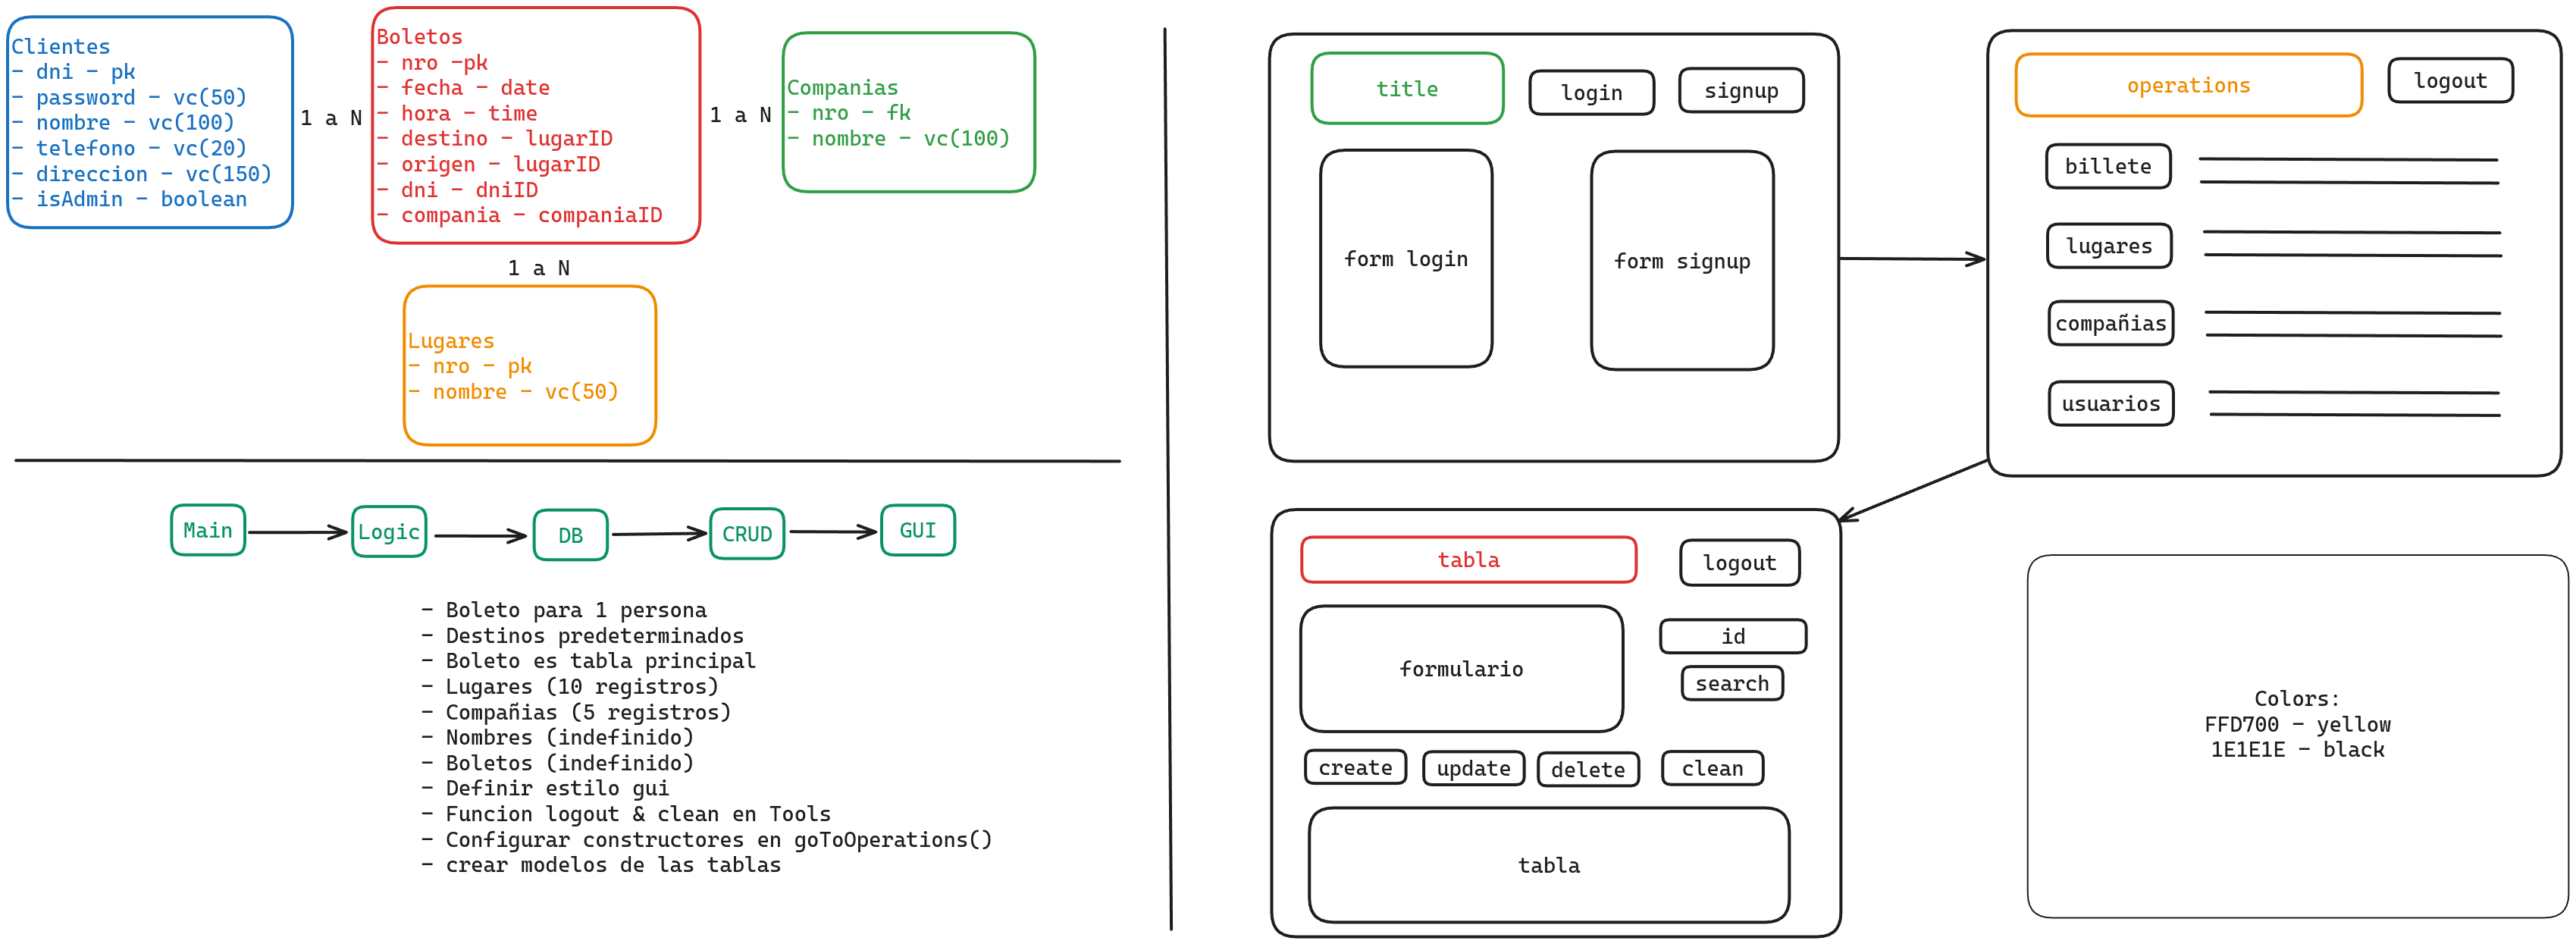 Clientes
- dni - pk
- password - vc(50)
- nombre - vc(100)
- telefono - vc(20)
- direccion - vc(150)
- isAdmin - boolean
1 a N
Boletos
- nro -pk
- fecha - date
- hora - time
- destino - lugarID
- origen - lugarID
- dni - dniID
- compania - companiaID
1 a N
Companias
- nro - fk
- nombre - vc(100)
1 a N
Lugares
- nro - pk
- nombre - vc(50)
Main
Logic
DB
CRUD
GUI
- Boleto para 1 persona
- Destinos predeterminados
- Boleto es tabla principal
- Lugares (10 registros)
- Compañias (5 registros)
- Nombres (indefinido)
- Boletos (indefinido)
- Definir estilo gui
- Funcion logout & clean en Tools
- Configurar constructores en goToOperations()
- crear modelos de las tablas
title
login
signup
form login
form signup
operations
logout
billete
lugares
compañias
usuarios
tabla
logout
formulario
id
search
create
update
delete
clean
tabla
Colors:
FFD700 - yellow
1E1E1E - black